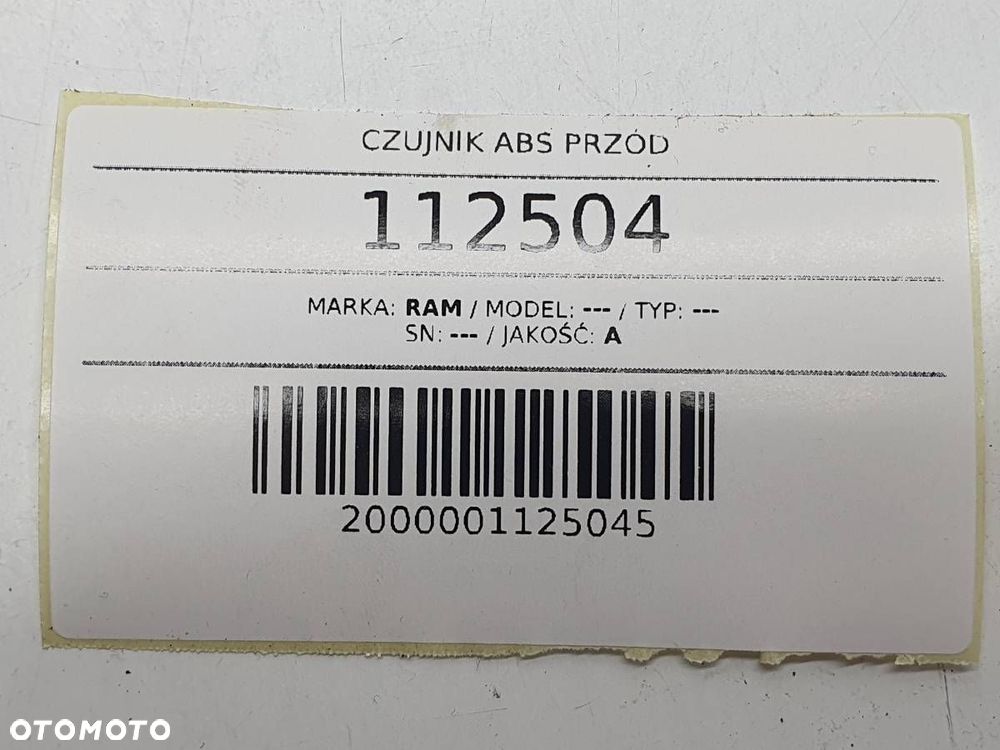 CZUJNIK ABS PRZÓD
112504
MARKA: RAM / MODEL: --- / TYP: ---
SN: --- / JAKOŚĆ: A
2000001125045
OTOMOTO